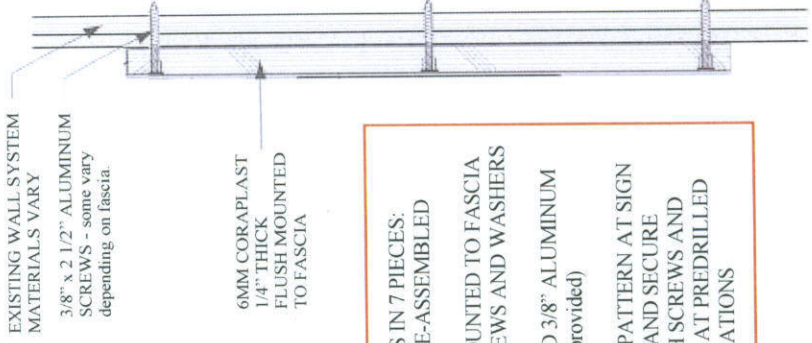 EXISTING WALL SYSTEM
MATERIALS VARY
3/8" x 2 1/2" ALUMINUM
SCREWS - some vary
depending on fascia.
6MM CORAPLAST
1/4" THICK
FLUSH MOUNTED
TO FASCIA
S IN 7 PIECES:
E-ASSEMBLED
UNTED TO FASCIA
EWS AND WASHERS
D 3/8" ALUMINUM
provided)
PATTERN AT SIGN
AND SECURE
H SCREWS AND
AT PREDRILLED
ATIONS